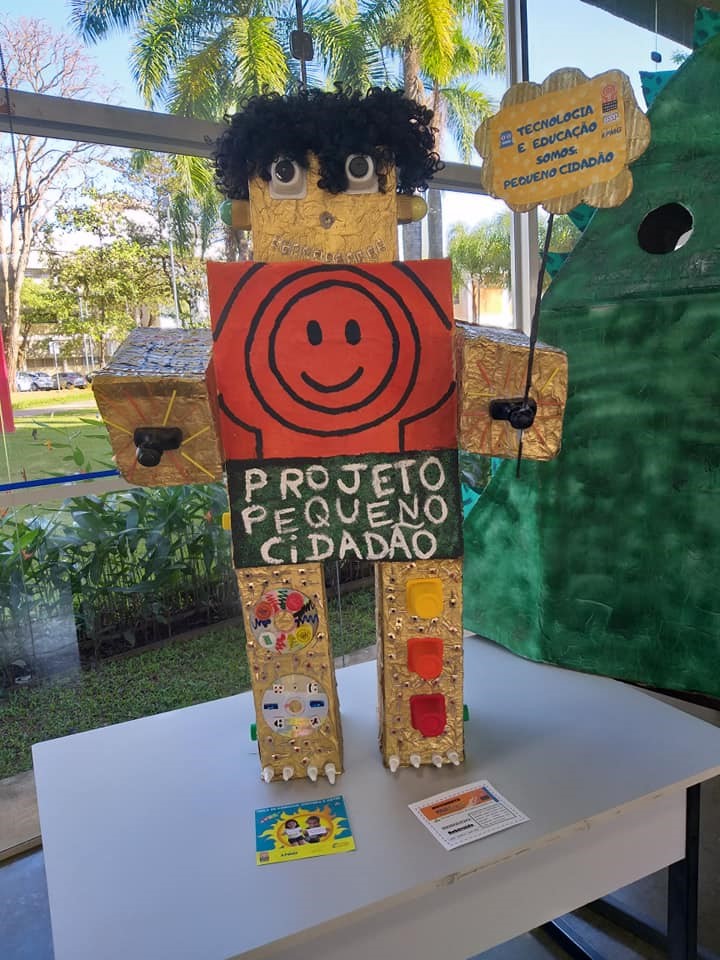 TECNOLOGIA
E EDUCAÇÃO
SOMOS:
PEQUENO CIDADÃO
PROJETO
PEQUENO
CiDADÃO